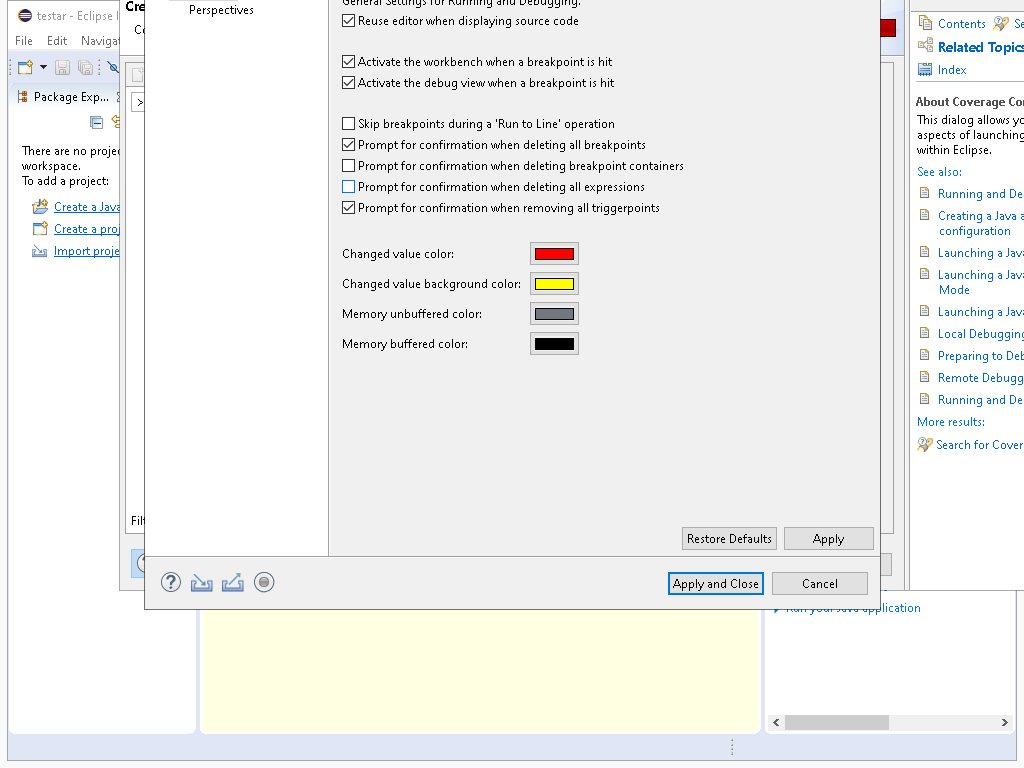 testar - Eclipse I
File Edit Navigat
Package Exp...
There are no proje
workspace.
To add a project:
Create a Java
Create a proj
Import proje
Cre
Perspectives
General Settings for Running and Debugging.
Reuse editor when displaying source code
Activate the workbench when a breakpoint is hit
Activate the debug view when a breakpoint is hit
Skip breakpoints during a 'Run to Line' operation
Prompt for confirmation when deleting all breakpoints
Prompt for confirmation when deleting breakpoint containers
Prompt for confirmation when deleting all expressions
Prompt for confirmation when removing all triggerpoints
Changed value color:
Changed value background color:
Memory unbuffered color:
Memory buffered color:
Restore Defaults Apply
Apply and Close Cancel
Filt
Contents Se
Related Topics
Index
About Coverage Co
This dialog allows yo
aspects of launching
within Eclipse.
See also:
Running and De
Creating a Java a
configuration
Launching a Java
Launching a Java
Mode
Launching a Java
Local Debugging
Preparing to Deb
Remote Debugg
Running and De
More results:
Search for Cover
Run your Java application